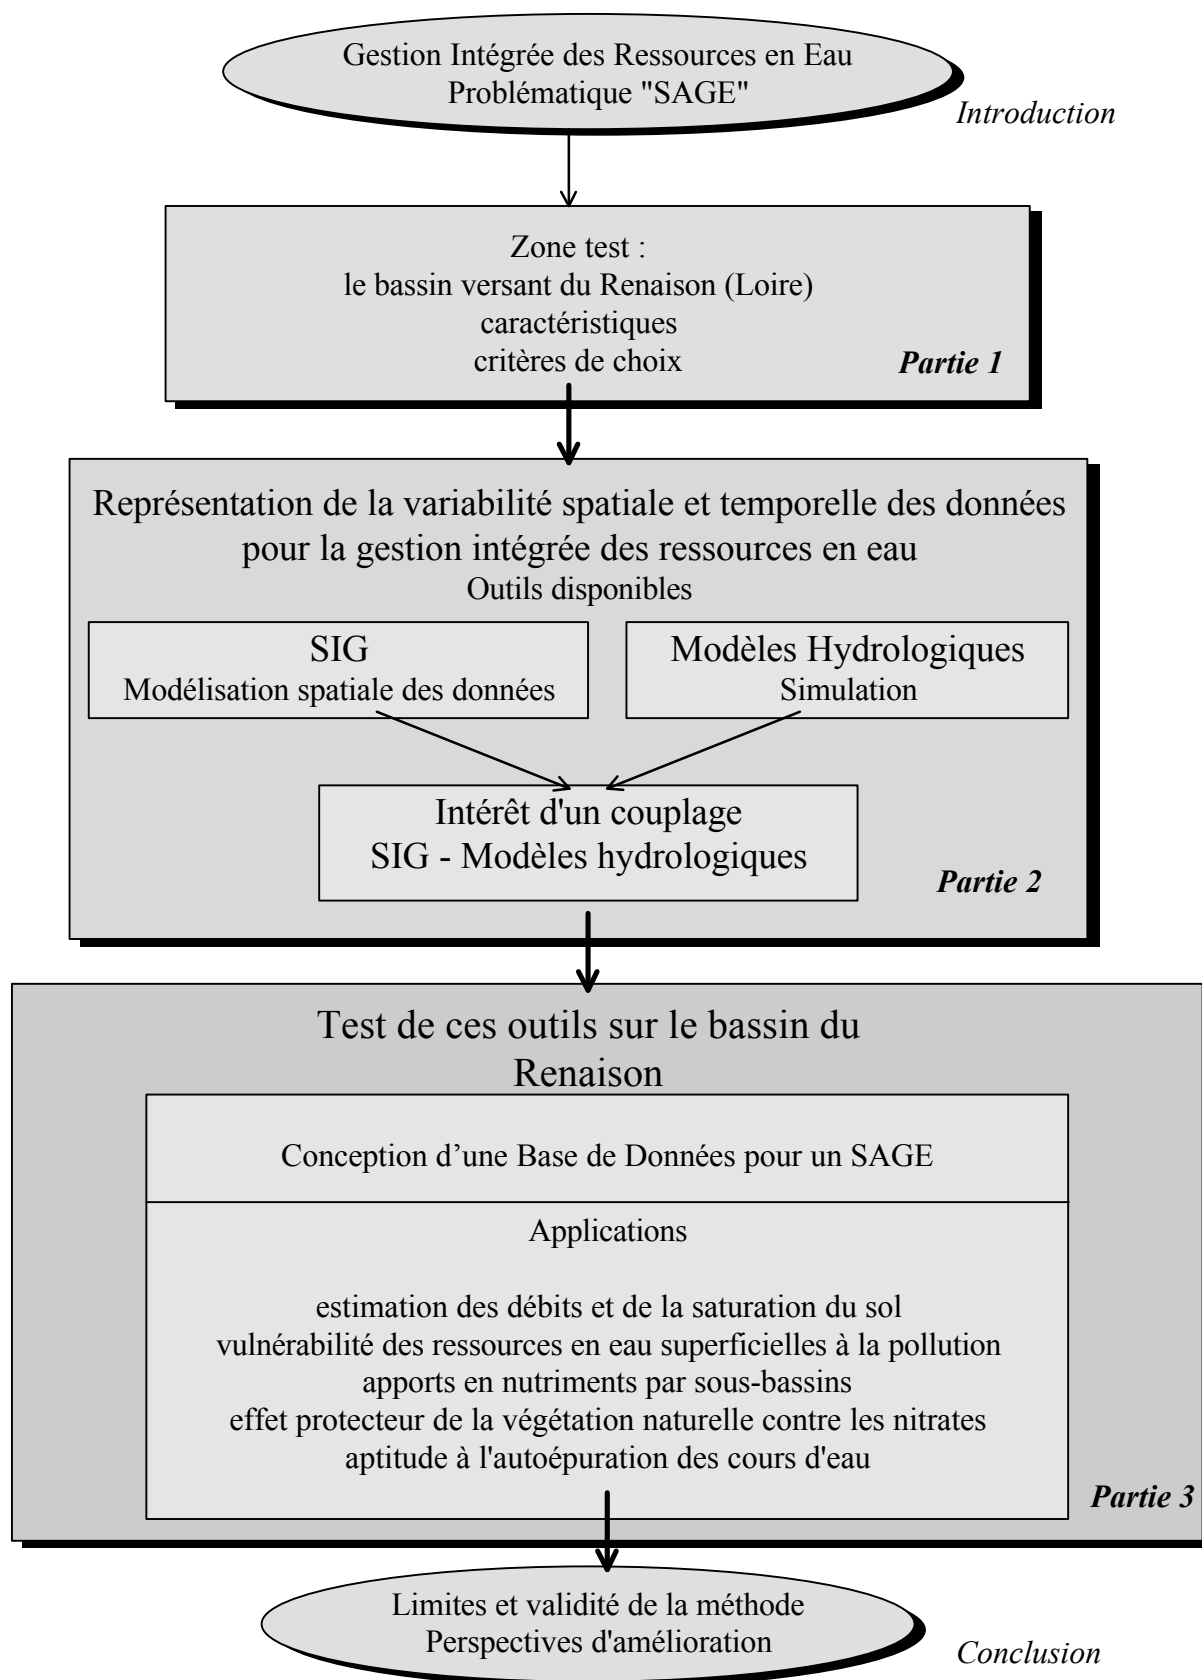 Gestion Intégrée des Ressources en Eau
Problématique "SAGE"
Introduction
Zone test :
le bassin versant du Renaison (Loire)
caractéristiques
critères de choix
Partie 1
Représentation de la variabilité spatiale et temporelle des données
pour la gestion intégrée des ressources en eau
Outils disponibles
SIG
Modélisation spatiale des données
Modèles Hydrologiques
Simulation
Intérêt d'un couplage
SIG - Modèles hydrologiques
Partie 2
Test de ces outils sur le bassin du
Renaison
Conception d’une Base de Données pour un SAGE
Applications
estimation des débits et de la saturation du sol
vulnérabilité des ressources en eau superficielles à la pollution
apports en nutriments par sous-bassins
effet protecteur de la végétation naturelle contre les nitrates
aptitude à l'autoépuration des cours d'eau
Partie 3
Limites et validité de la méthode
Perspectives d'amélioration
Conclusion